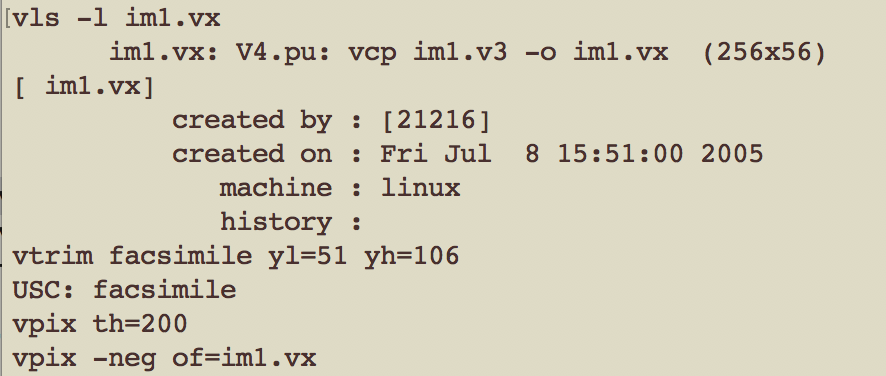 [vls -l im1.vx
im1.vx: V4.pu: vcp im1.v3 -o im1.vx (256x56)
[ im1.vx]
created by : [21216]
created on : Fri Jul 8 15:51:00 2005
machine : linux
history :
vtrim facsimile yl=51 yh=106
USC: facsimile
vpix th=200
vpix -neg of=im1.vx